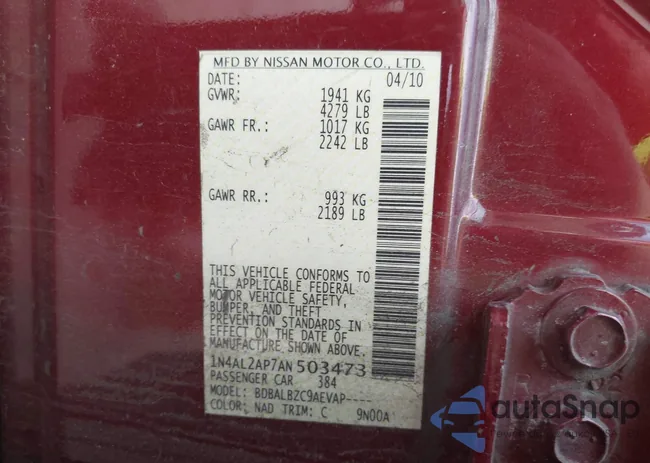 MFD BY NISSAN MOTOR CO., LTD.
DATE: 04/10
GVWR: 1941 KG
4279 LB
GAWR FR.: 1017 KG
2242 LB
GAWR RR.: 993 KG
2189 LB
THIS VEHICLE CONFORMS TO
ALL APPLICABLE FEDERAL
MOTOR VEHICLE SAFETY,
BUMPER, AND THEFT
PREVENTION STANDARDS IN
EFFECT ON THE DATE OF
MANUFACTURE SHOWN ABOVE.
1N4AL2AP7AN503473
PASSENGER CAR 384
MODEL: BDBALBZC9AEVAP----
COLOR: NAD TRIM: C 9N00A
autoSnap